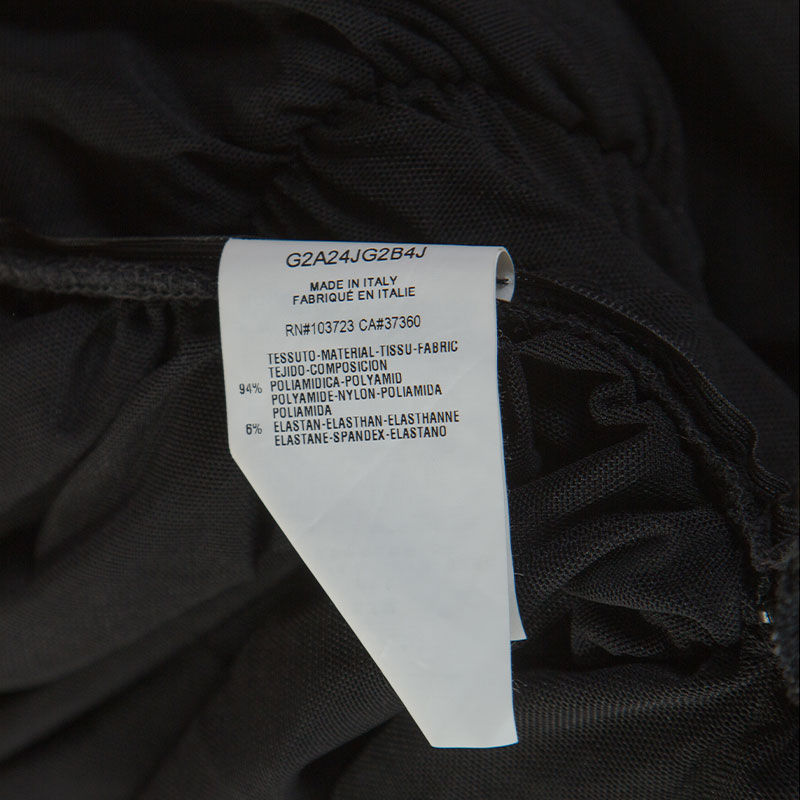 G2A24JG2B4J
MADE IN ITALY
FABRIQUÉ EN ITALIE
RN#103723 CA#37360
TESSUTO-MATERIAL-TISSU-FABRIC
TEJIDO-COMPOSICION
94% POLIAMIDICA-POLYAMID
POLYAMIDE-NYLON-POLIAMIDA
POLIAMIDA
6% ELASTAN-ELASTHAN-ELASTHANNE
ELASTANE-SPANDEX-ELASTANO